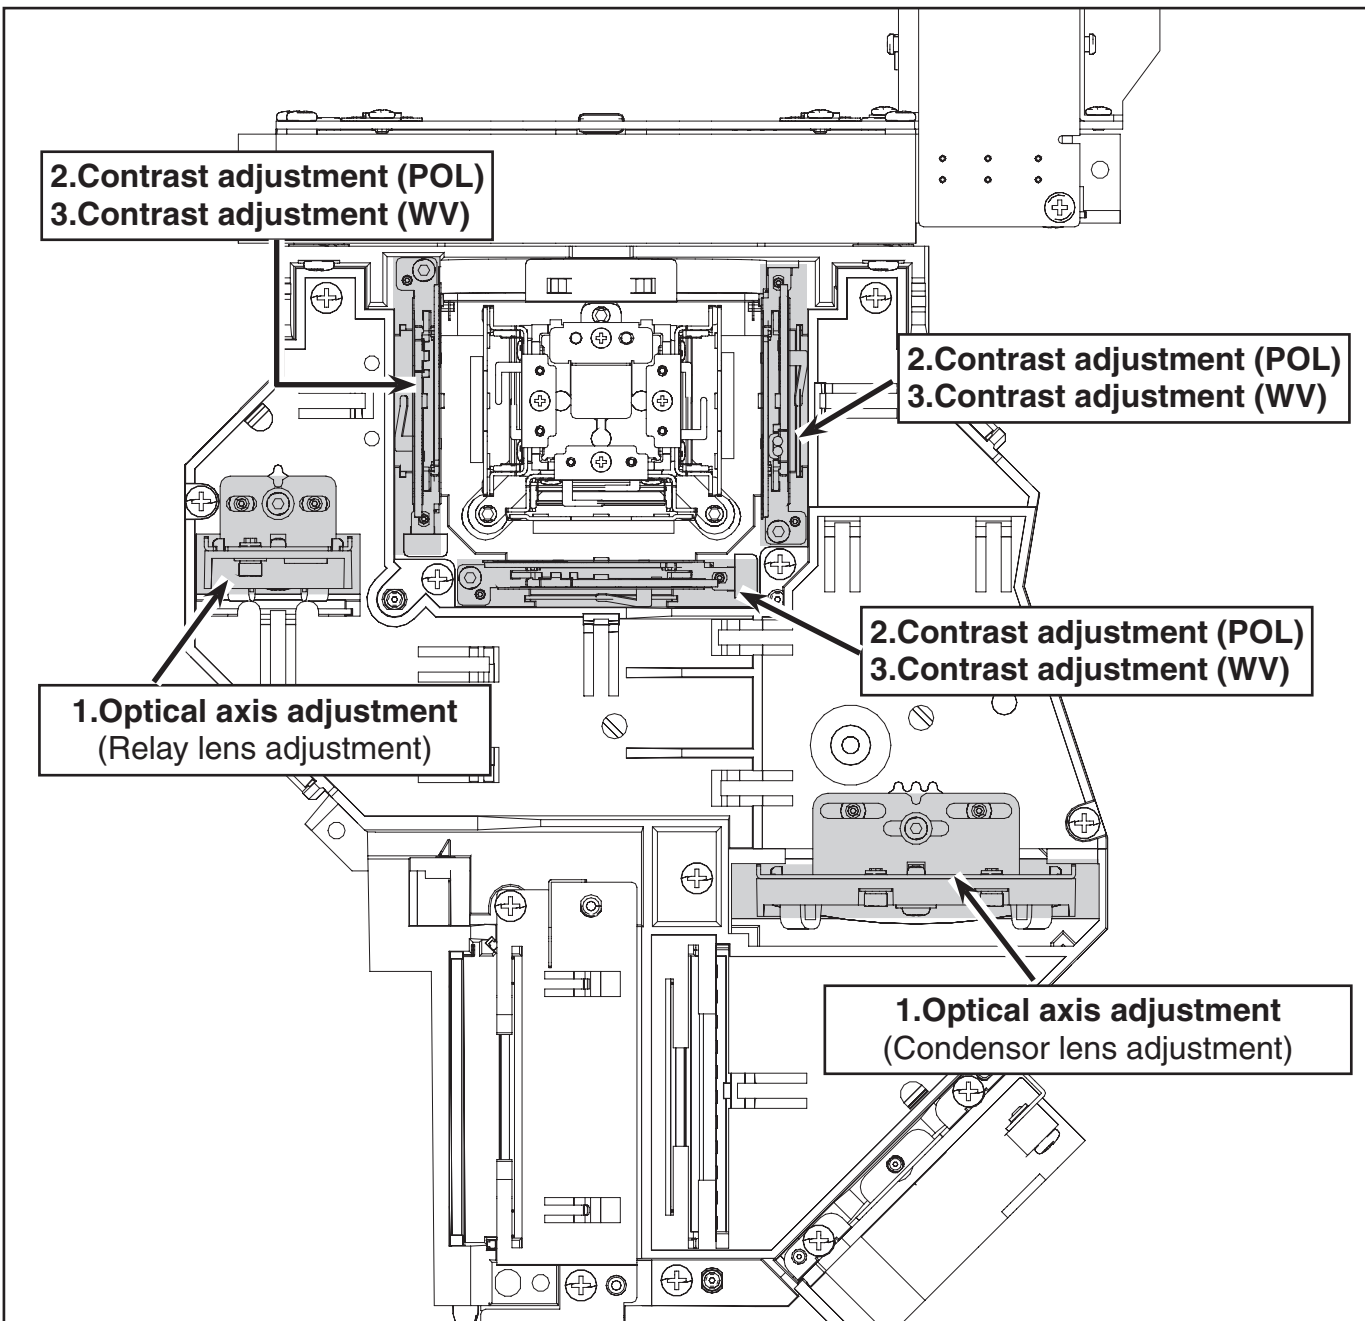 2.Contrast adjustment (POL)
3.Contrast adjustment (WV)
2.Contrast adjustment (POL)
3.Contrast adjustment (WV)
2.Contrast adjustment (POL)
3.Contrast adjustment (WV)
1.Optical axis adjustment
(Relay lens adjustment)
1.Optical axis adjustment
(Condensor lens adjustment)